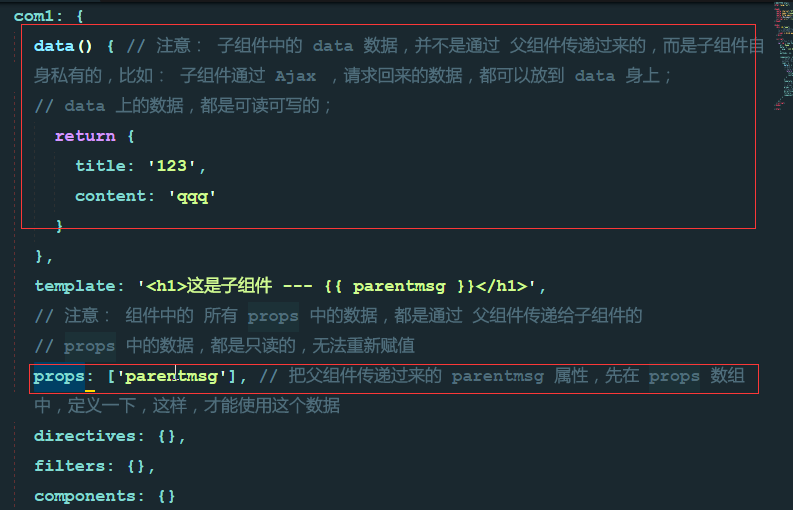 com1: {
data() { // 注意： 子组件中的 data 数据，并不是通过 父组件传递过来的，而是子组件自
身私有的，比如： 子组件通过 Ajax ，请求回来的数据，都可以放到 data 身上；
// data 上的数据，都是可读可写的；
return {
title: '123',
content: 'qqq'
}
},
template: '<h1>这是子组件 --- {{ parentmsg }}</h1>',
// 注意： 组件中的 所有 props 中的数据，都是通过 父组件传递给子组件的
// props 中的数据，都是只读的，无法重新赋值
props: ['parentmsg'], // 把父组件传递过来的 parentmsg 属性，先在 props 数组
中，定义一下，这样，才能使用这个数据
directives: {},
filters: {},
components: {}